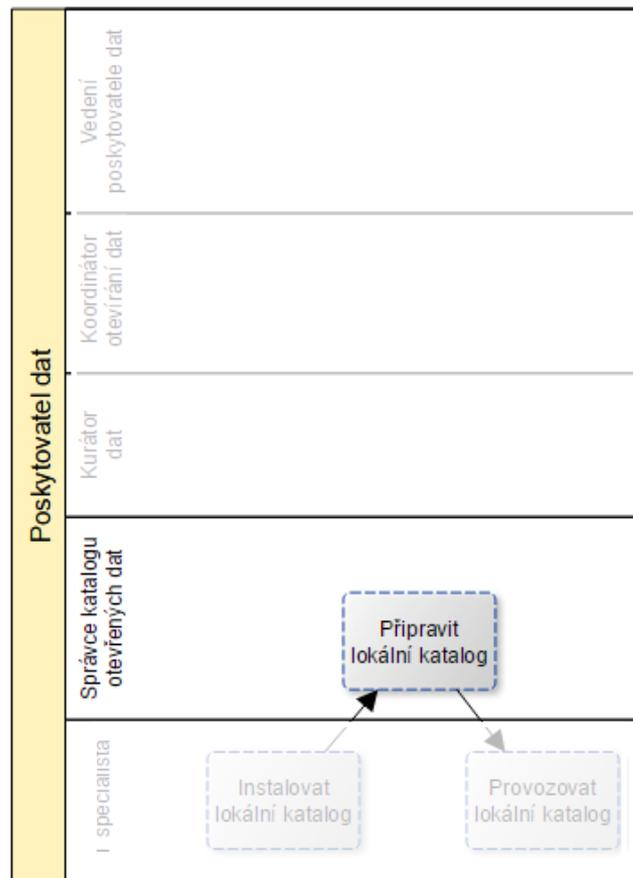 Poskytovatel dat
Vedení
poskytovatele dat
Koordinátor
otevírání dat
Kurátor
dat
Správce katalogu
otevřených dat
Připravit
lokální katalog
I specialista
Instalovat
lokální katalog
Provozovat
lokální katalog